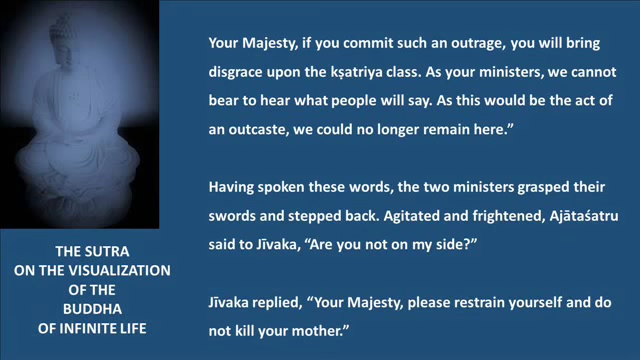 Your Majesty, if you commit such an outrage, you will bring
disgrace upon the kṣatriya class. As your ministers, we cannot
bear to hear what people will say. As this would be the act of
an outcaste, we could no longer remain here.”
Having spoken these words, the two ministers grasped their
swords and stepped back. Agitated and frightened, Ajātaśatru
said to Jīvaka, “Are you not on my side?”
Jīvaka replied, “Your Majesty, please restrain yourself and do
not kill your mother.”
THE SUTRA
ON THE VISUALIZATION
OF THE
BUDDHA
OF INFINITE LIFE